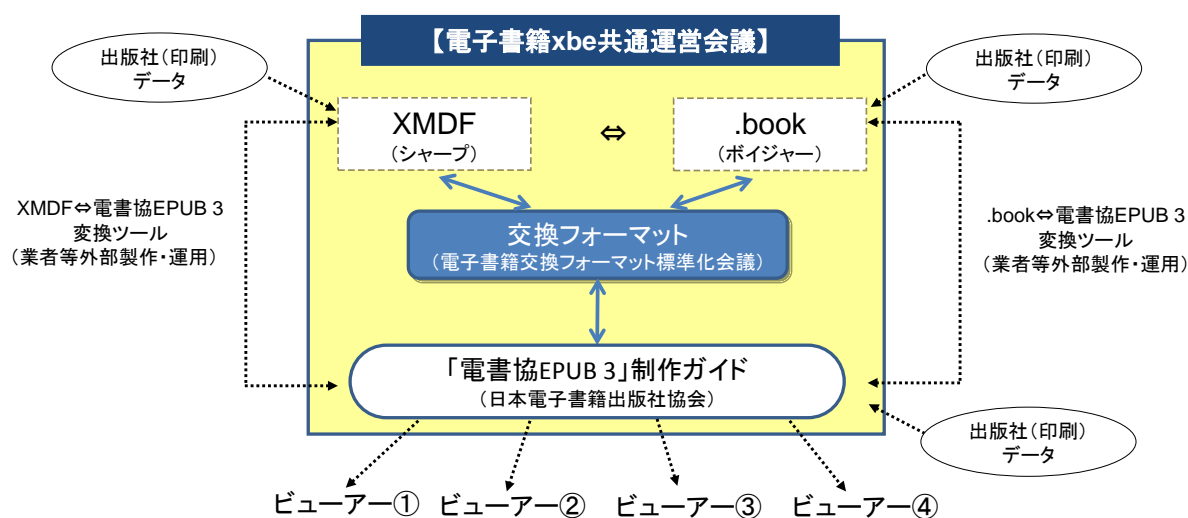 【電子書籍xbe共通運営会議】
出版社（印刷）
データ
出版社（印刷）
データ
XMDF
（シャープ）
⇔
.book
（ボイジャー）
XMDF⇔電書協EPUB 3
変換ツール
（業者等外部製作・運用）
交換フォーマット
（電子書籍交換フォーマット標準化会議）
.book⇔電書協EPUB 3
変換ツール
（業者等外部製作・運用）
「電書協EPUB 3」制作ガイド
（日本電子書籍出版社協会）
出版社（印刷）
データ
ビューアー① ビューアー② ビューアー③ ビューアー④